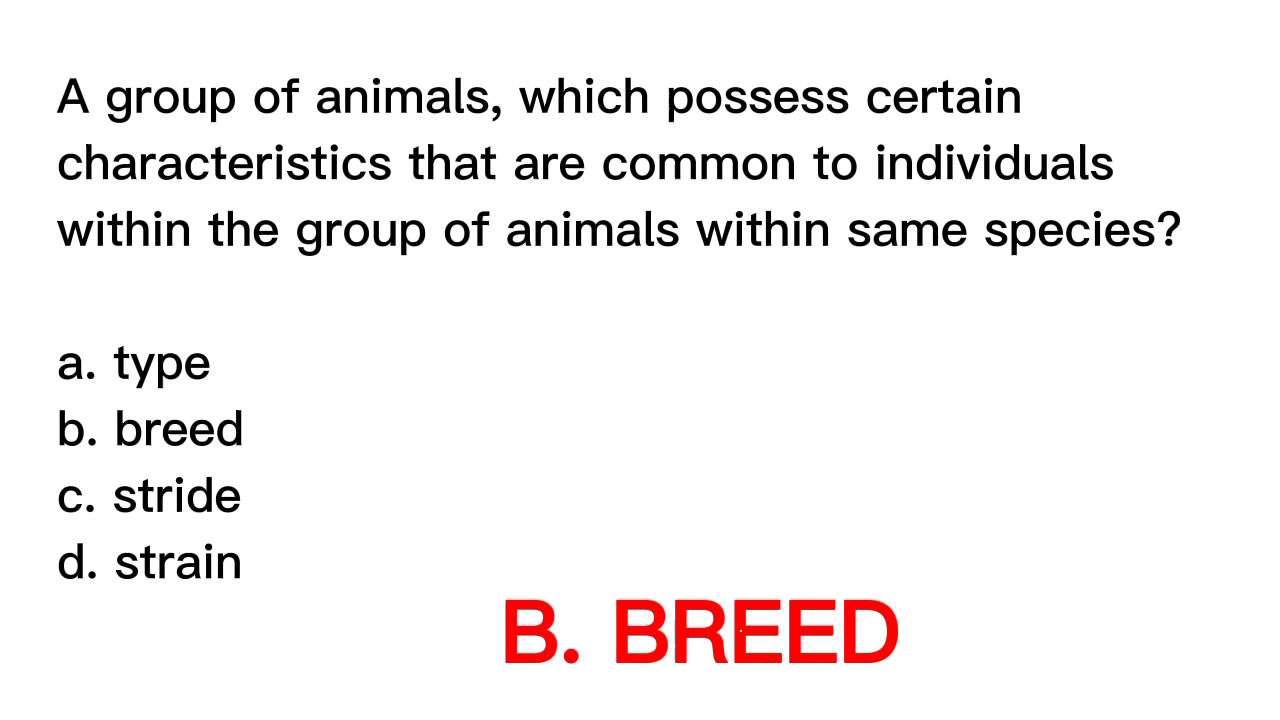 A group of animals, which possess certain
characteristics that are common to individuals
within the group of animals within same species?
a. type
b. breed
c. stride
d. strain
B. BREED